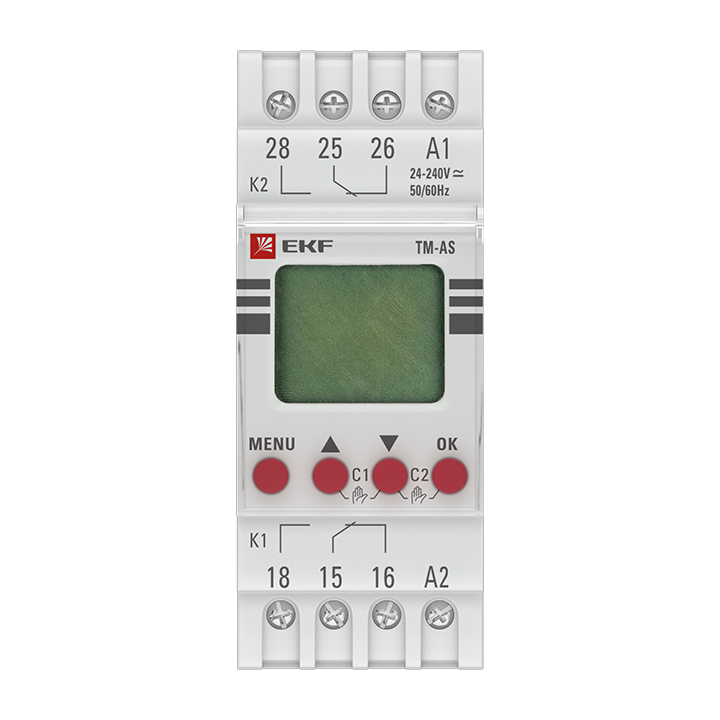 28 25 26 A1
K2 24-240V ≃
50/60Hz
EKF TM-AS
MENU ▲ ▼ OK
C1 C2
K1
18 15 16 A2